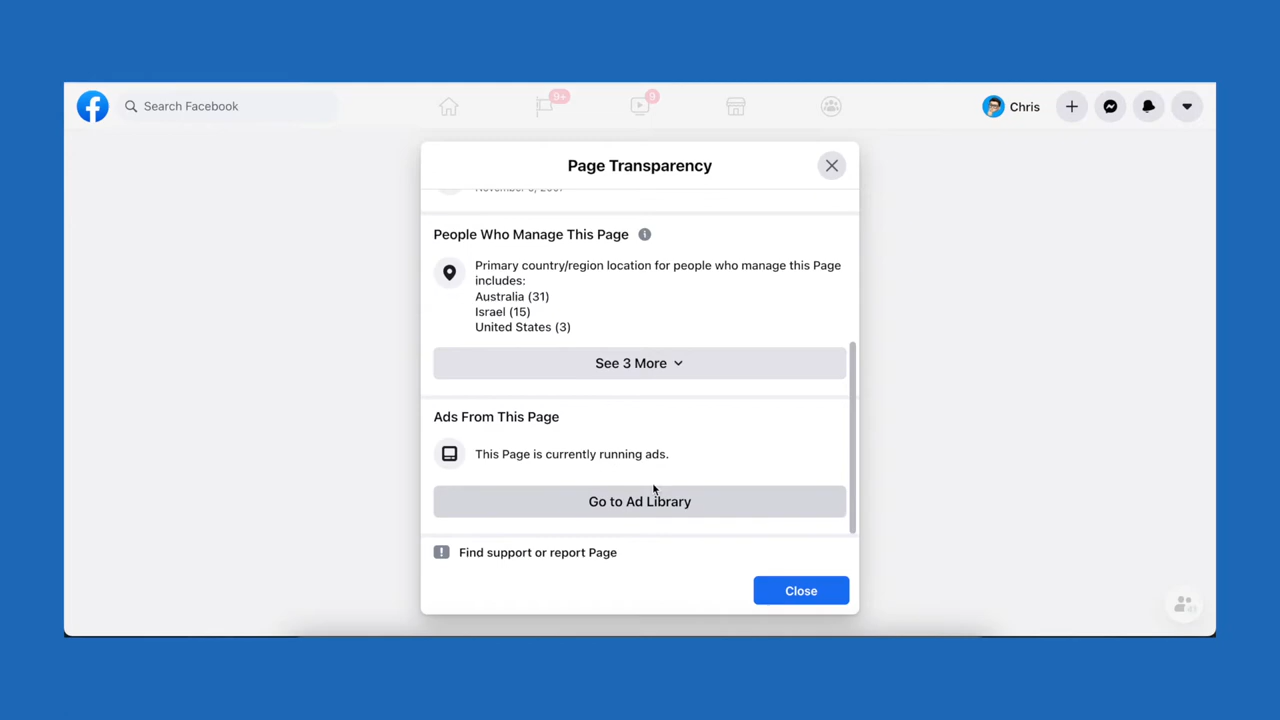 Search Facebook
9+
9
Chris
Page Transparency
People Who Manage This Page
Primary country/region location for people who manage this Page
includes:
Australia (31)
Israel (15)
United States (3)
See 3 More
Ads From This Page
This Page is currently running ads.
Go to Ad Library
Find support or report Page
Close